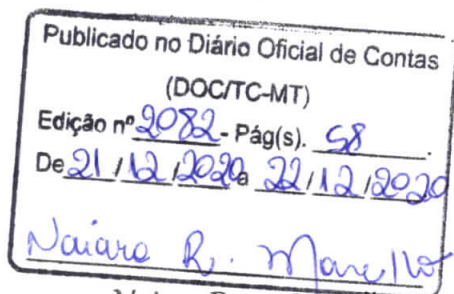 Publicado no Diário Oficial de Contas
(DOC/TC-MT)
Edição nº 2082 - Pág(s). 58.
De 21 / 12 / 2020 a 22 / 12 / 2020
Naiara R.